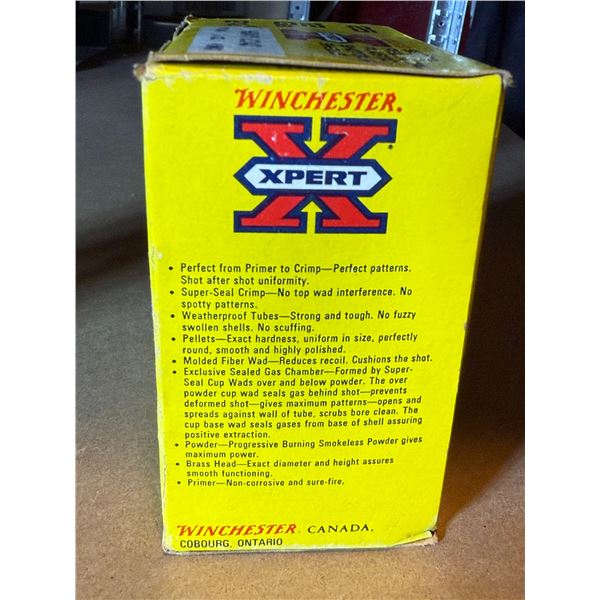 WINCHESTER®
XPERT
®
• Perfect from Primer to Crimp—Perfect patterns.
Shot after shot uniformity.
• Super-Seal Crimp—No top wad interference. No
spotty patterns.
• Weatherproof Tubes—Strong and tough. No fuzzy
swollen shells. No scuffing.
• Pellets—Exact hardness, uniform in size, perfectly
round, smooth and highly polished.
• Molded Fiber Wad—Reduces recoil. Cushions the shot.
• Exclusive Sealed Gas Chamber—Formed by Super-
Seal Cup Wads over and below powder. The over
powder cup wad seals gas behind shot—prevents
deformed shot—gives maximum patterns—opens and
spreads against wall of tube, scrubs bore clean. The
cup base wad seals gases from base of shell assuring
positive extraction.
• Powder—Progressive Burning Smokeless Powder gives
maximum power.
• Brass Head—Exact diameter and height assures
smooth functioning.
• Primer—Non-corrosive and sure-fire.
WINCHESTER CANADA,
COBOURG, ONTARIO